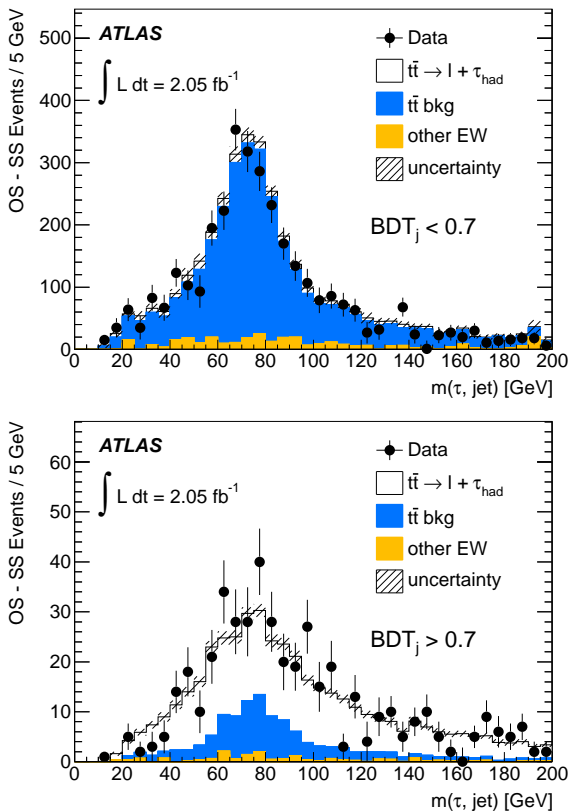 OS - SS Events / 5 GeV
500
400
300
200
100
0
ATLAS
∫ L dt = 2.05 fb⁻¹
Data
tt̄ → l + τ_had
tt̄ bkg
other EW
uncertainty
BDT_j < 0.7
0 20 40 60 80 100 120 140 160 180 200
m(τ, jet) [GeV]
OS - SS Events / 5 GeV
60
50
40
30
20
10
0
ATLAS
∫ L dt = 2.05 fb⁻¹
Data
tt̄ → l + τ_had
tt̄ bkg
other EW
uncertainty
BDT_j > 0.7
0 20 40 60 80 100 120 140 160 180 200
m(τ, jet) [GeV]